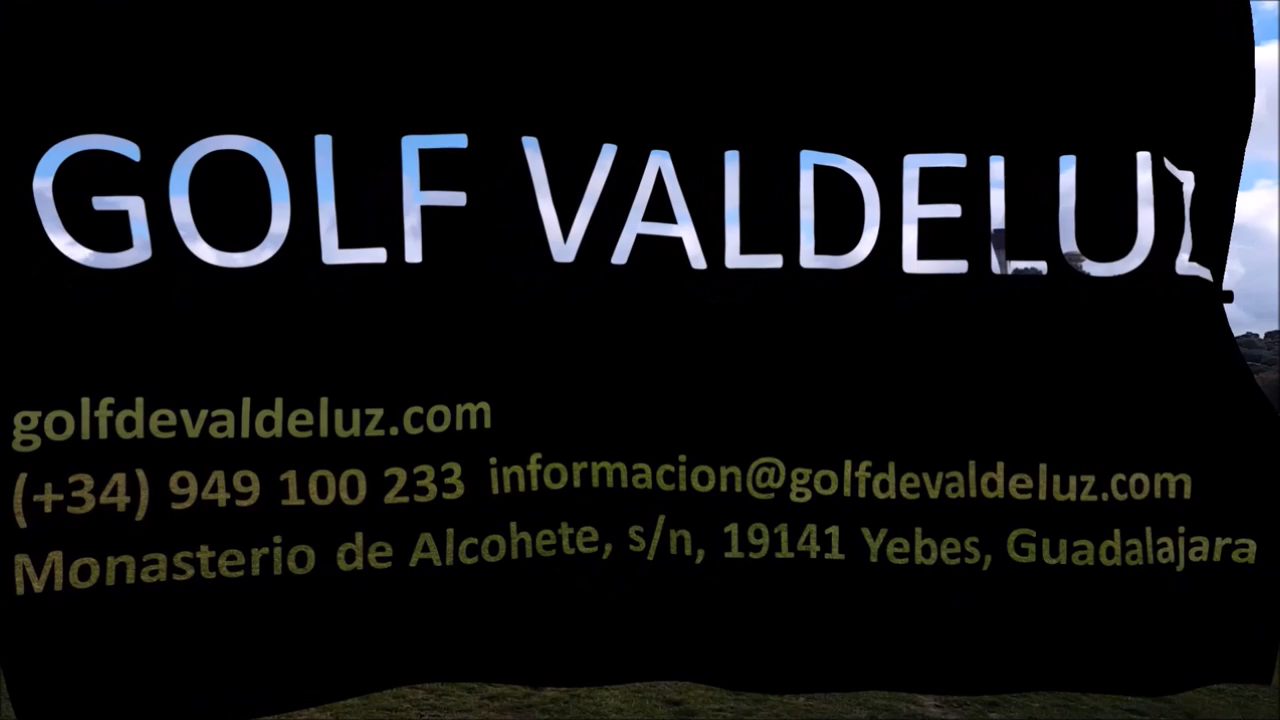 GOLF VALDELUZ
golfdevaldeluz.com
(+34) 949 100 233 informacion@golfdevaldeluz.com
Monasterio de Alcohete, s/n, 19141 Yebes, Guadalajara